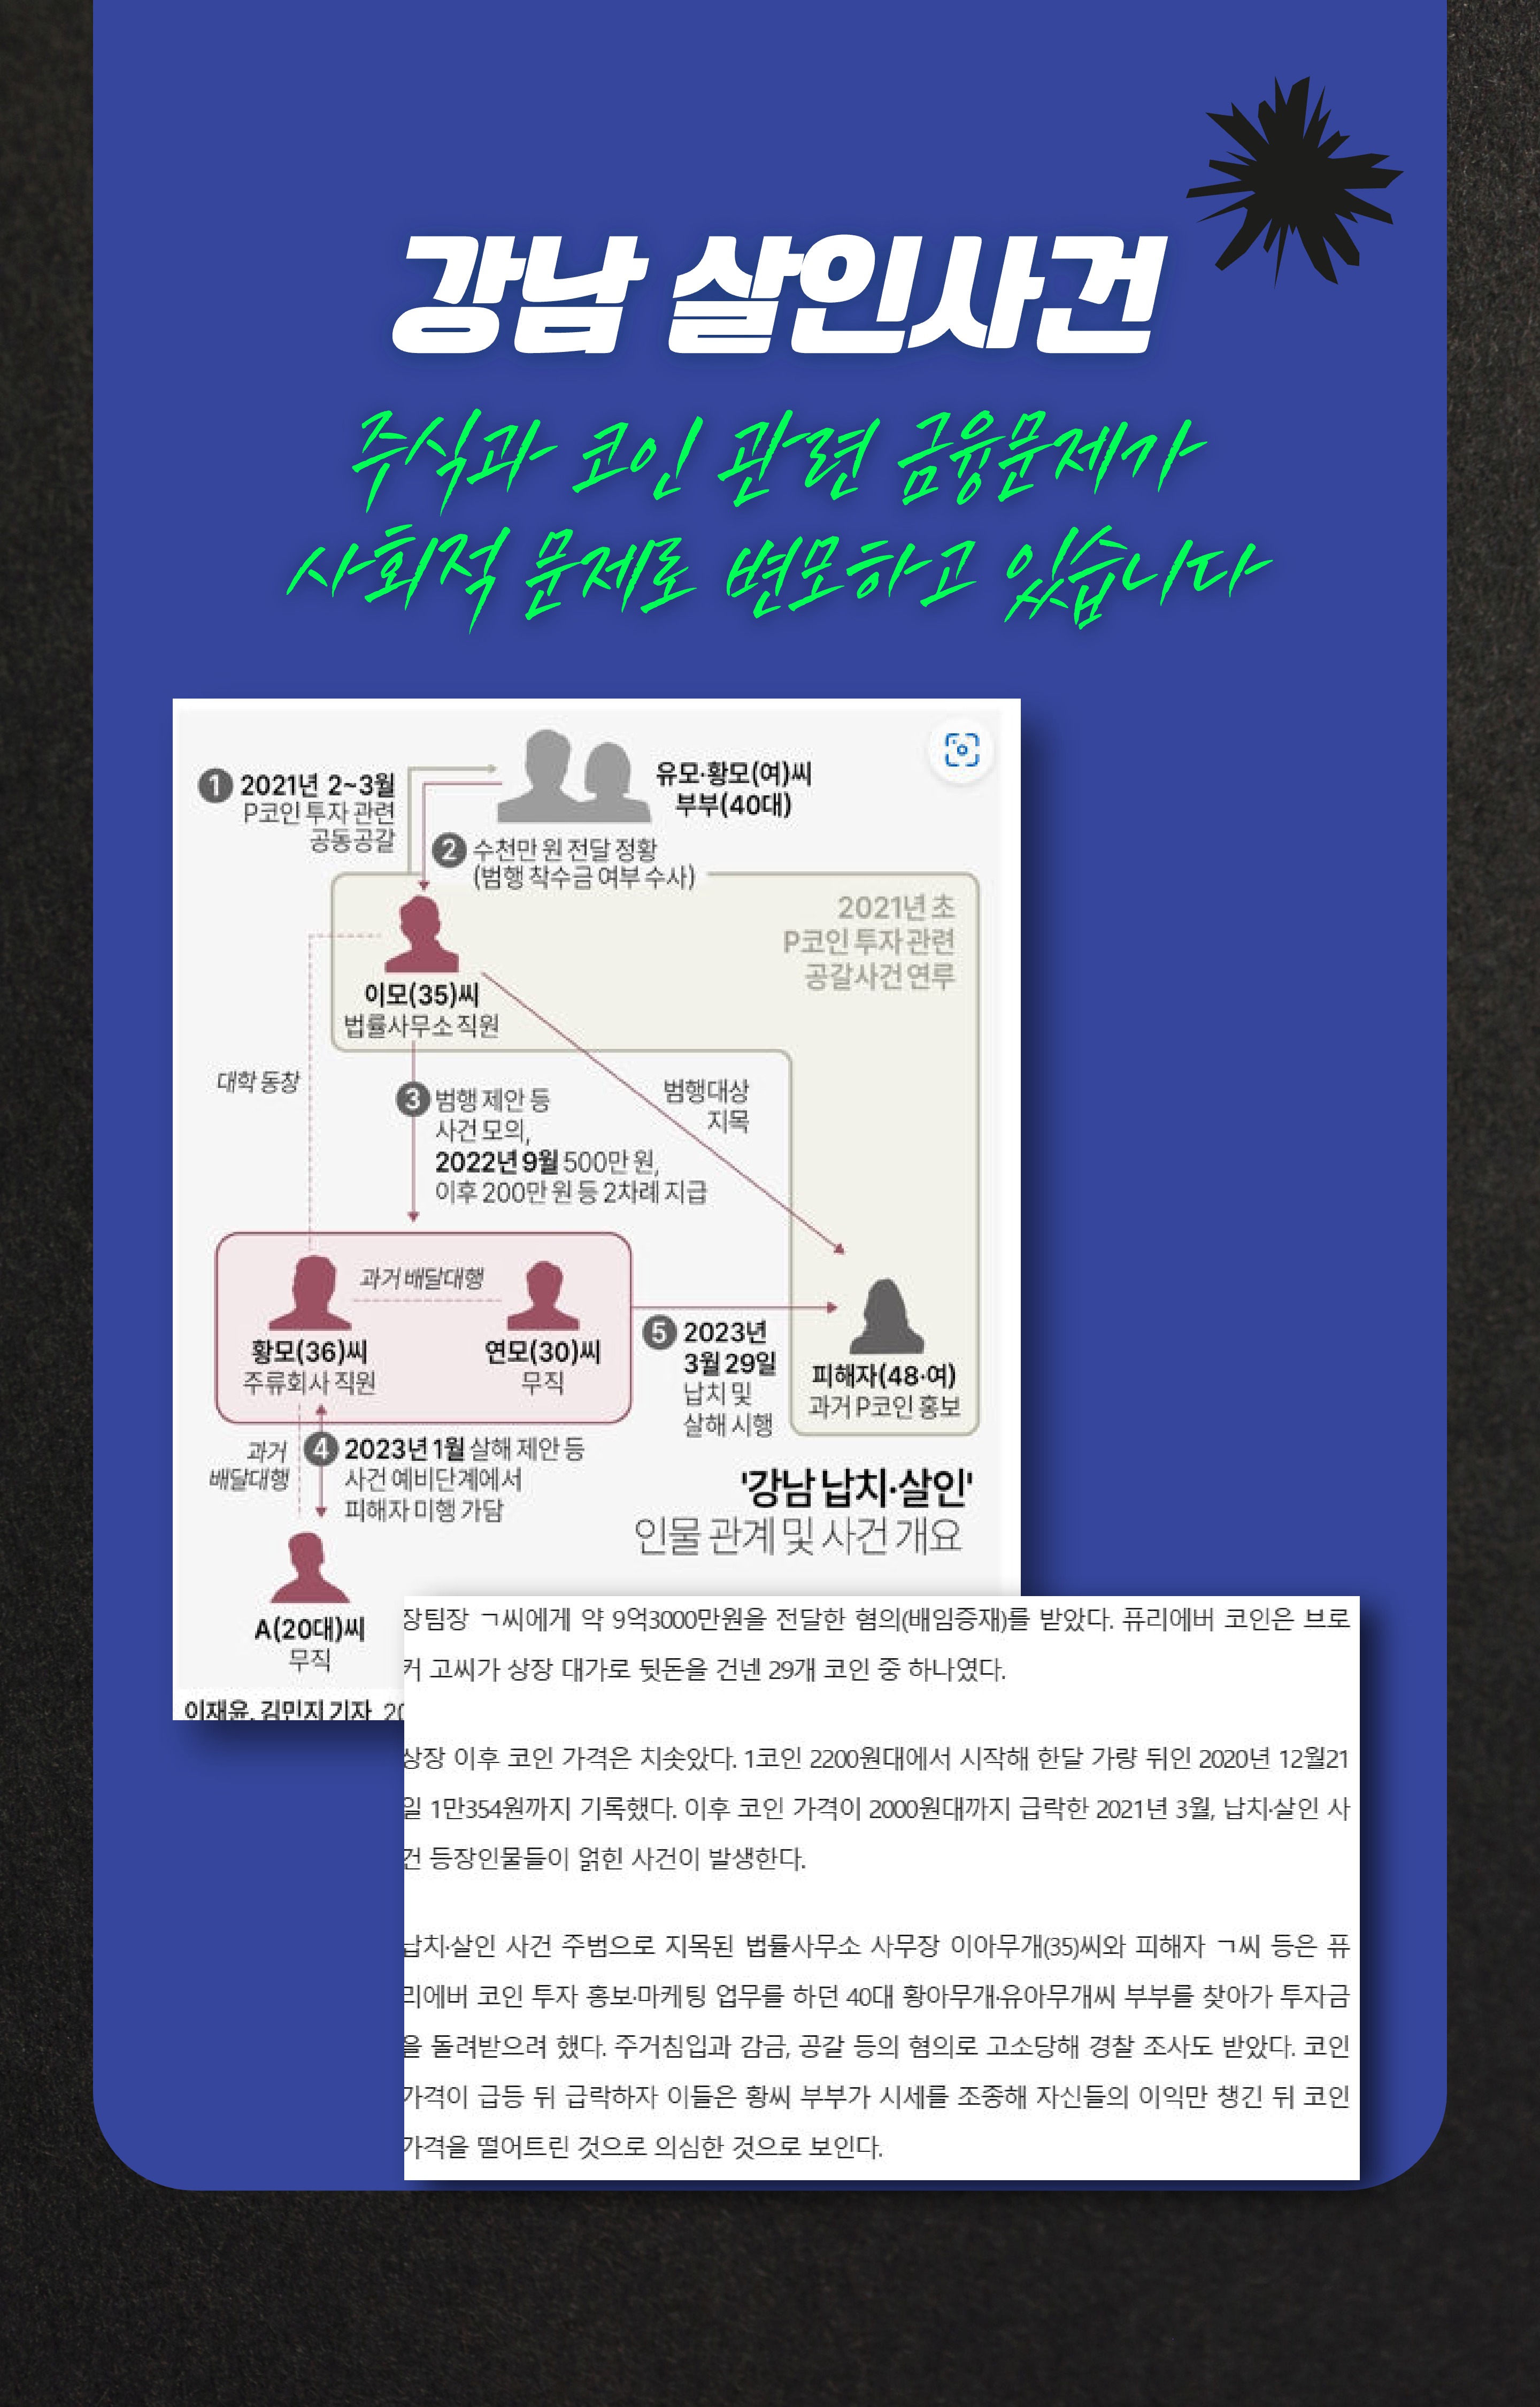 강남 살인사건
주식과 코인 관련 금융문제가
사회적 문제로 변모하고 있습니다
1 2021년 2~3월
P코인 투자 관련
공동공갈
유모·황모(여)씨
부부(40대)
2 수천만 원 전달 정황
(범행 착수금 여부 수사)
2021년 초
P코인 투자 관련
공갈사건 연루
이모(35)씨
법률사무소 직원
대학 동창
3 범행 제안 등
사건 모의,
2022년 9월 500만 원,
이후 200만 원 등 2차례 지급
범행대상
지목
과거 배달대행
황모(36)씨
주류회사 직원
연모(30)씨
무직
5 2023년
3월 29일
납치 및
살해 시행
피해자(48·여)
과거 P코인 홍보
과거
배달대행
4 2023년 1월 살해 제안 등
사건 예비단계에서
피해자 미행 가담
'강남 납치·살인'
인물 관계 및 사건 개요
A(20대)씨
무직
이재윤, 김민지 기자 20
장팀장 ㄱ씨에게 약 9억3000만원을 전달한 혐의(배임증재)를 받았다. 퓨리에버 코인은 브로
커 고씨가 상장 대가로 뒷돈을 건넨 29개 코인 중 하나였다.
상장 이후 코인 가격은 치솟았다. 1코인 2200원대에서 시작해 한달 가량 뒤인 2020년 12월21
일 1만354원까지 기록했다. 이후 코인 가격이 2000원대까지 급락한 2021년 3월, 납치·살인 사
건 등장인물들이 얽힌 사건이 발생한다.
납치·살인 사건 주범으로 지목된 법률사무소 사무장 이아무개(35)씨와 피해자 ㄱ씨 등은 퓨
리에버 코인 투자 홍보·마케팅 업무를 하던 40대 황아무개·유아무개씨 부부를 찾아가 투자금
을 돌려받으려 했다. 주거침입과 감금, 공갈 등의 혐의로 고소당해 경찰 조사도 받았다. 코인
가격이 급등 뒤 급락하자 이들은 황씨 부부가 시세를 조종해 자신들의 이익만 챙긴 뒤 코인
가격을 떨어트린 것으로 의심한 것으로 보인다.